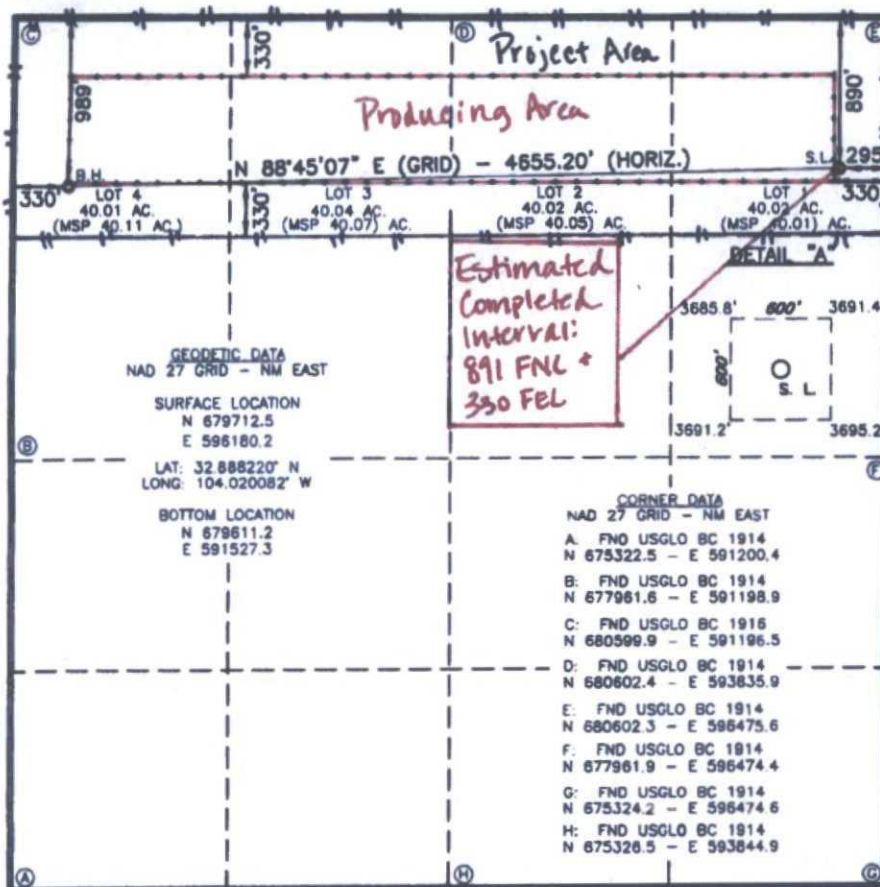 C
D
E
330'
Project Area
989'
890'
Producing Area
N 88°45'07" E (GRID) - 4655.20' (HORIZ.)
S.L.
295
B.H.
330'
330'
330
LOT 4
40.01 AC.
(MSP 40.11) AC.
LOT 3
40.04 AC.
(MSP 40.07) AC.
LOT 2
40.02 AC.
(MSP 40.05) AC.
LOT 1
40.02 AC.
(MSP 40.01) AC.
DETAIL "A"
Estimated
Completed
Interval:
891 FNL +
330 FEL
3685.8'
600'
3691.4
600'
S. L.
3691.2'
3695.2
GEODETIC DATA
NAD 27 GRID - NM EAST
SURFACE LOCATION
N 679712.5
E 596180.2
LAT: 32.888220° N
LONG: 104.020082° W
BOTTOM LOCATION
N 679611.2
E 591527.3
B
F
CORNER DATA
NAD 27 GRID - NM EAST
A: FND USGLO BC 1914
N 675322.5 - E 591200.4
B: FND USGLO BC 1914
N 677961.6 - E 591198.9
C: FND USGLO BC 1916
N 680599.9 - E 591196.5
D: FND USGLO BC 1914
N 680602.4 - E 593835.9
E: FND USGLO BC 1914
N 680602.3 - E 596475.6
F: FND USGLO BC 1914
N 677961.9 - E 596474.4
G: FND USGLO BC 1914
N 675324.2 - E 596474.6
H: FND USGLO BC 1914
N 675326.5 - E 593844.9
A
H
G